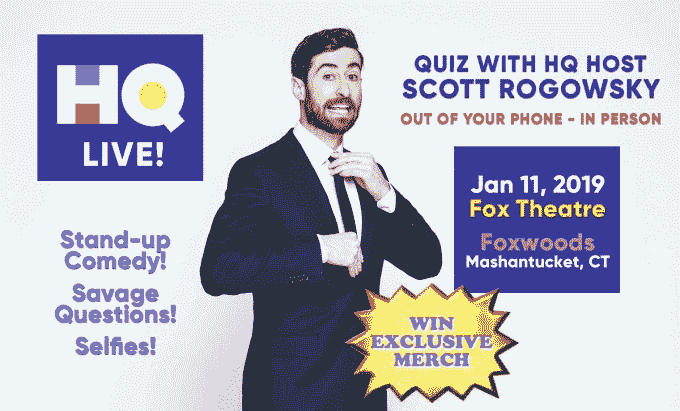 HQ
LIVE!
QUIZ WITH HQ HOST
SCOTT ROGOWSKY
OUT OF YOUR PHONE - IN PERSON
Jan 11, 2019
Fox Theatre
Foxwoods
Mashantucket, CT
Stand-up
Comedy!
Savage
Questions!
Selfies!
WIN
EXCLUSIVE
MERCH